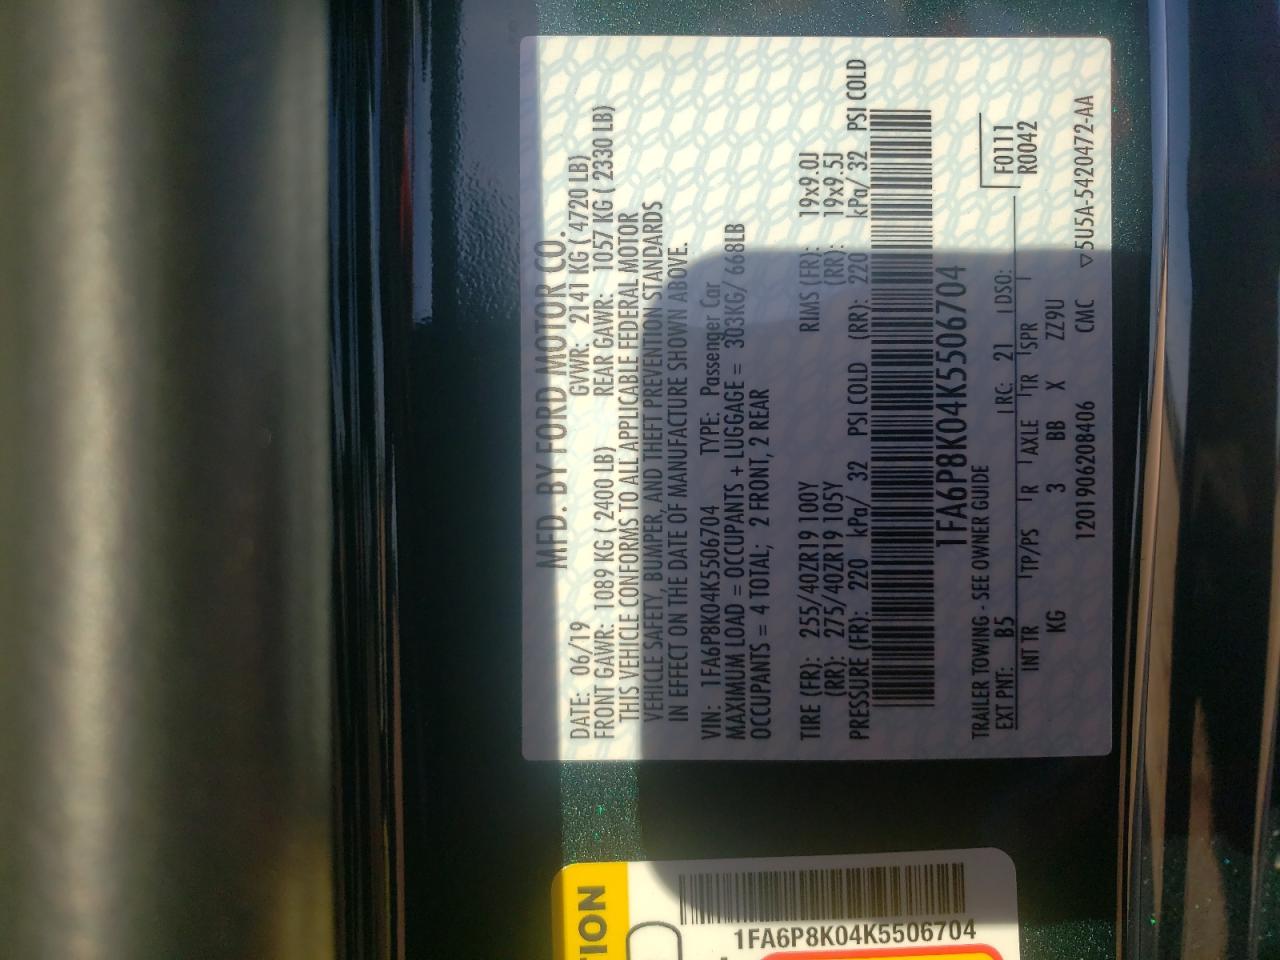 MFD. BY FORD MOTOR CO.
DATE: 06/19 GVWR: 2141 KG ( 4720 LB)
FRONT GAWR: 1089 KG ( 2400 LB) REAR GAWR: 1057 KG ( 2330 LB)
THIS VEHICLE CONFORMS TO ALL APPLICABLE FEDERAL MOTOR
VEHICLE SAFETY, BUMPER, AND THEFT PREVENTION STANDARDS
IN EFFECT ON THE DATE OF MANUFACTURE SHOWN ABOVE.
VIN: 1FA6P8K04K5506704 TYPE: Passenger Car
MAXIMUM LOAD = OCCUPANTS + LUGGAGE = 303KG/ 668LB
OCCUPANTS = 4 TOTAL; 2 FRONT, 2 REAR
TIRE (FR): 255/40ZR19 100Y RIMS (FR): 19x9.0J
(RR): 275/40ZR19 105Y (RR): 19x9.5J
PRESSURE (FR): 220 kPa/ 32 PSI COLD (RR): 220 kPa/ 32 PSI COLD
1FA6P8K04K5506704
TRAILER TOWING - SEE OWNER GUIDE
EXT PNT: B5 RC: 21 DSO: F0111
INT TR TP/PS R AXLE TR SPR R0042
KG 3 BB X ZZ9U
1201906208406 CMC ▽5U5A-5420472-AA
TION
1FA6P8K04K5506704